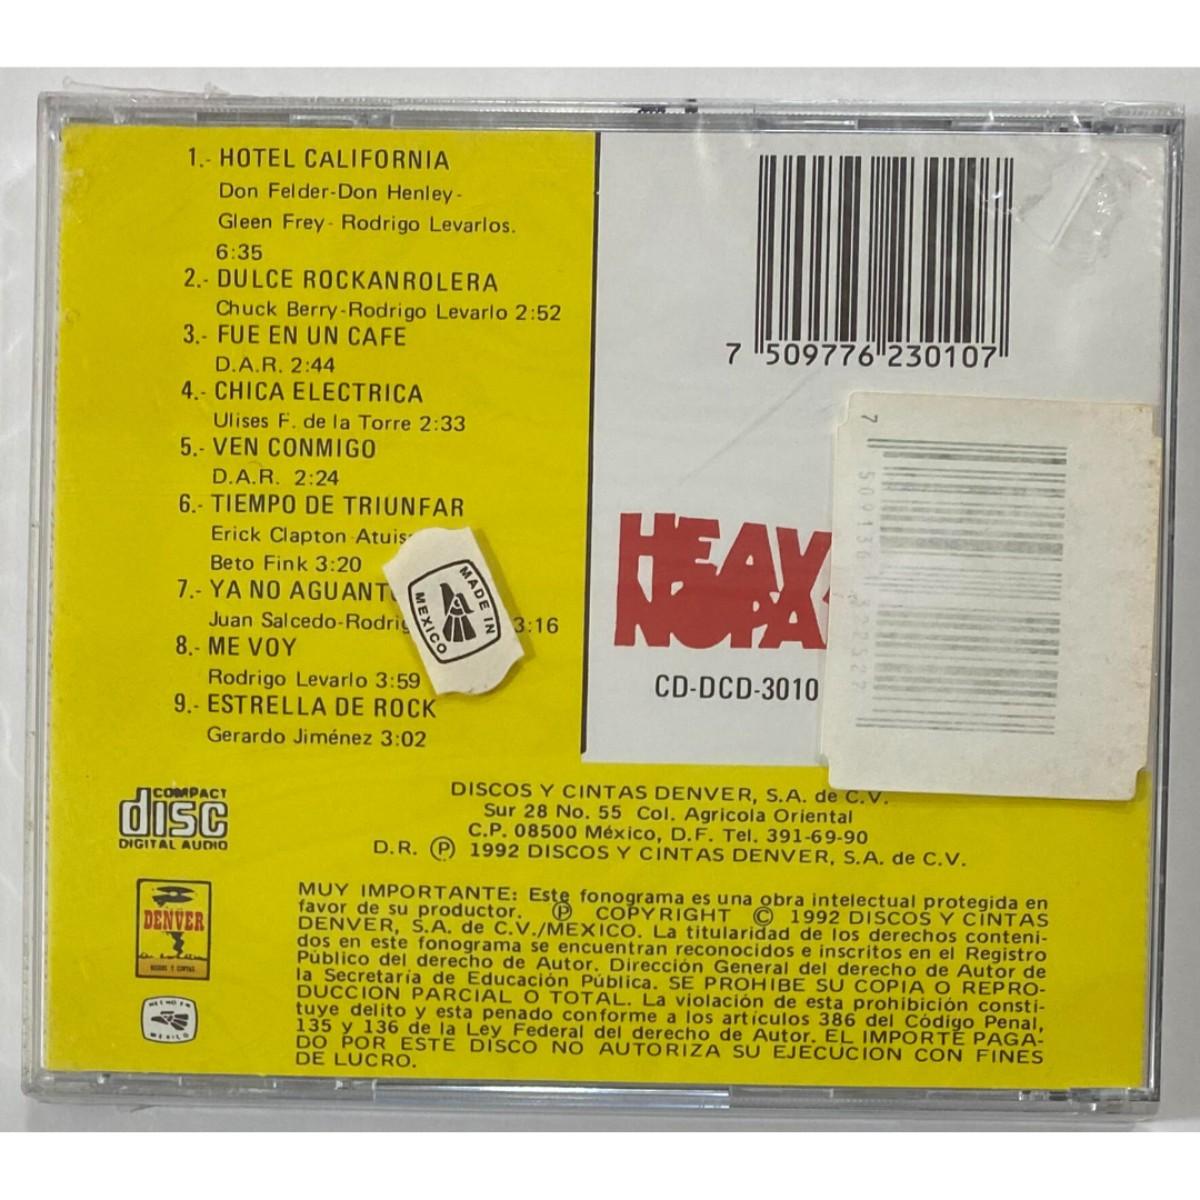 1.- HOTEL CALIFORNIA
Don Felder-Don Henley-
Gleen Frey - Rodrigo Levarlos.
6:35
2.- DULCE ROCKANROLERA
Chuck Berry-Rodrigo Levarlo 2:52
3.- FUE EN UN CAFE
D.A.R. 2:44
4.- CHICA ELECTRICA
Ulises F. de la Torre 2:33
5.- VEN CONMIGO
D.A.R. 2:24
6.- TIEMPO DE TRIUNFAR
Erick Clapton
Beto Fink 3:20
7.- YA NO
Juan Salcedo- 3:16
8.- ME VOY
Rodrigo Levarlo 3:59
9.- ESTRELLA DE ROCK
Gerardo Jiménez 3:02
MADE IN
MEXICO
7 509776 230107
HEAVY
NOPA
CD-DCD-3010
COMPACT
disc
DIGITAL AUDIO
DISCOS Y CINTAS DENVER, S.A. de C.V.
Sur 28 No. 55 Col. Agricola Oriental
C.P. 08500 México, D.F. Tel. 391-69-90
D.R. Ⓟ 1992 DISCOS Y CINTAS DENVER, S.A. de C.V.
DENVER
DISCOS Y CINTAS
HECHO EN
MEXICO
MUY IMPORTANTE: Este fonograma es una obra intelectual protegida en
favor de su productor. Ⓟ COPYRIGHT © 1992 DISCOS Y CINTAS
DENVER, S.A. de C.V./MEXICO. La titularidad de los derechos conteni-
dos en este fonograma se encuentran reconocidos e inscritos en el Registro
Público del derecho de Autor. Dirección General del derecho de Autor de
la Secretaría de Educación Pública. SE PROHIBE SU COPIA O REPRO-
DUCCION PARCIAL O TOTAL. La violación de esta prohibición consti-
tuye delito y esta penado conforme a los artículos 386 del Código Penal,
135 y 136 de la Ley Federal del derecho de Autor. EL IMPORTE PAGA-
DO POR ESTE DISCO NO AUTORIZA SU EJECUCION CON FINES
DE LUCRO.